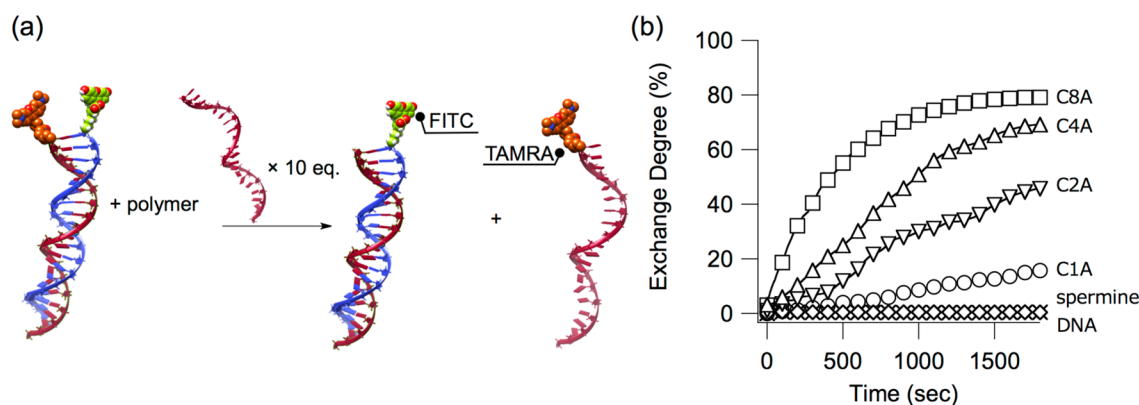 (a)
+ polymer
× 10 eq.
FITC
TAMRA
+
(b)
Exchange Degree (%)
100
80
60
40
20
0
0
500
1000
1500
Time (sec)
C8A
C4A
C2A
C1A
spermine
DNA